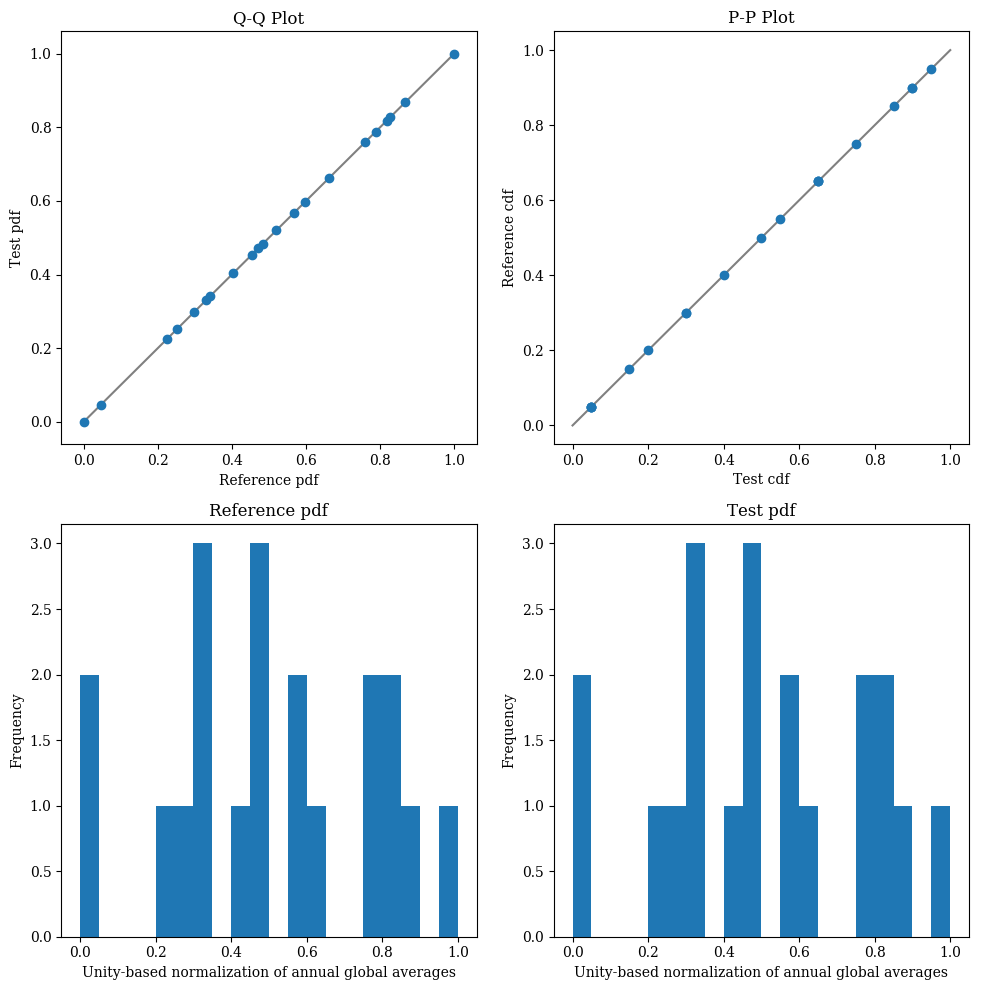 Q-Q Plot
1.0
0.8
0.6
0.4
0.2
0.0
Test pdf
0.0 0.2 0.4 0.6 0.8 1.0
Reference pdf
P-P Plot
1.0
0.8
0.6
0.4
0.2
0.0
Reference cdf
0.0 0.2 0.4 0.6 0.8 1.0
Test cdf
Reference pdf
3.0
2.5
2.0
1.5
1.0
0.5
0.0
Frequency
0.0 0.2 0.4 0.6 0.8 1.0
Unity-based normalization of annual global averages
Test pdf
3.0
2.5
2.0
1.5
1.0
0.5
0.0
Frequency
0.0 0.2 0.4 0.6 0.8 1.0
Unity-based normalization of annual global averages